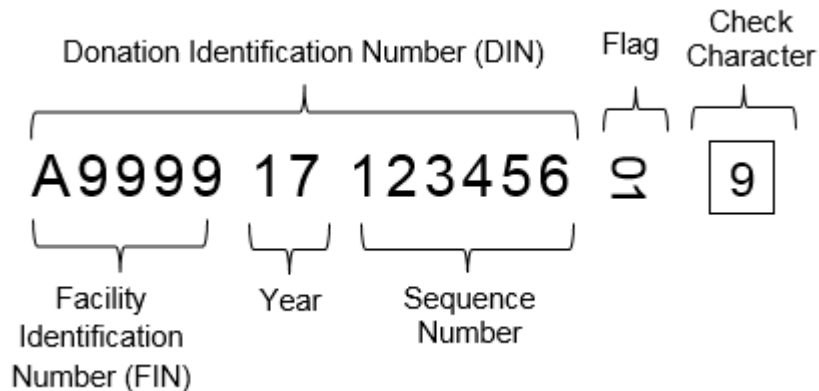 Donation Identification Number (DIN)
Flag
Check
Character
A9999 17 123456 01 9
Facility
Identification
Number (FIN)
Year
Sequence
Number